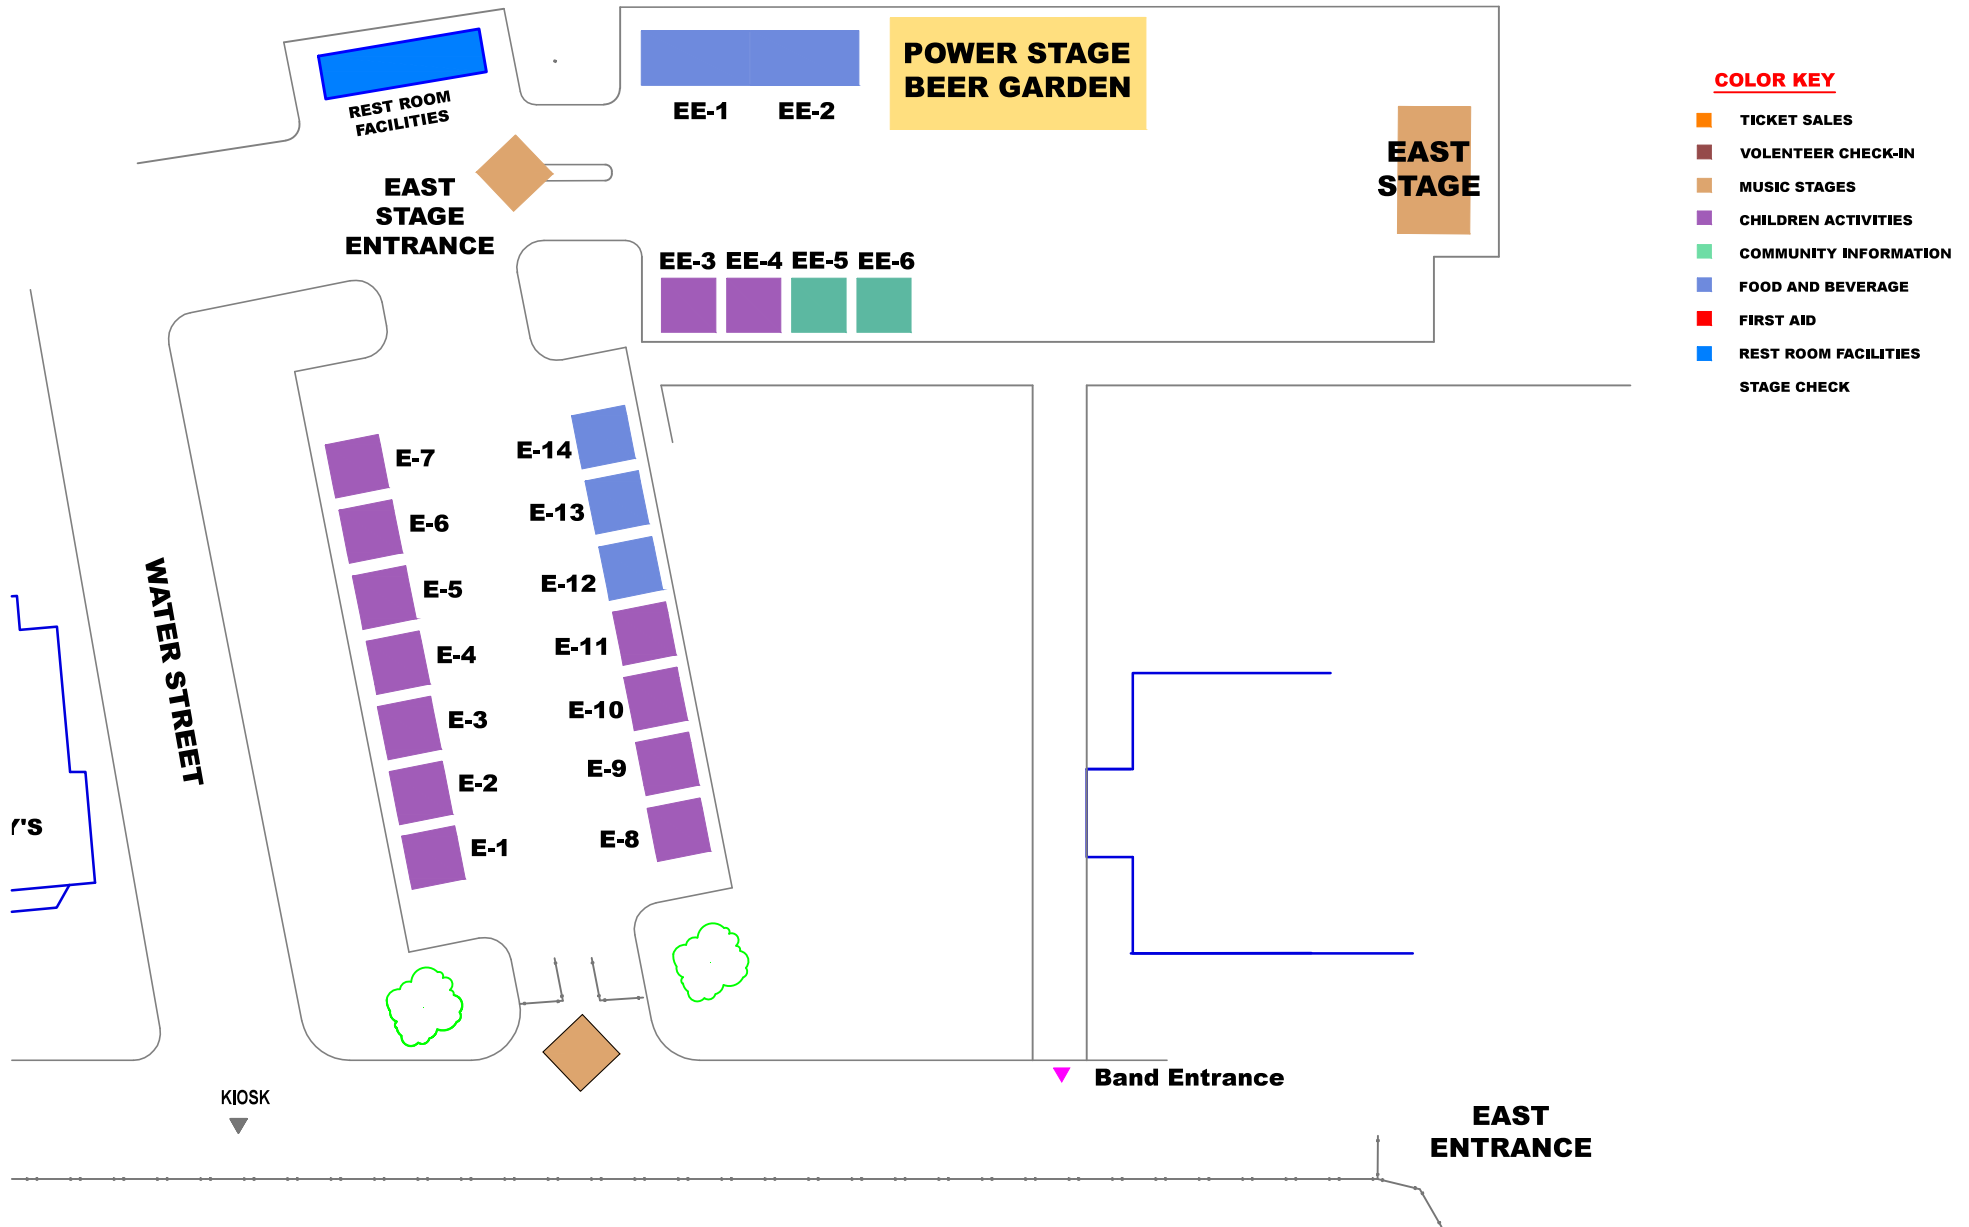 POWER STAGE
BEER GARDEN
REST ROOM
FACILITIES
EE-1
EE-2
EAST
STAGE
EAST
STAGE
ENTRANCE
EE-3
EE-4
EE-5
EE-6
COLOR KEY
TICKET SALES
VOLENTEER CHECK-IN
MUSIC STAGES
CHILDREN ACTIVITIES
COMMUNITY INFORMATION
FOOD AND BEVERAGE
FIRST AID
REST ROOM FACILITIES
STAGE CHECK
E-7
E-6
E-5
E-4
E-3
E-2
E-1
E-14
E-13
E-12
E-11
E-10
E-9
E-8
WATER STREET
Y'S
KIOSK
Band Entrance
EAST
ENTRANCE